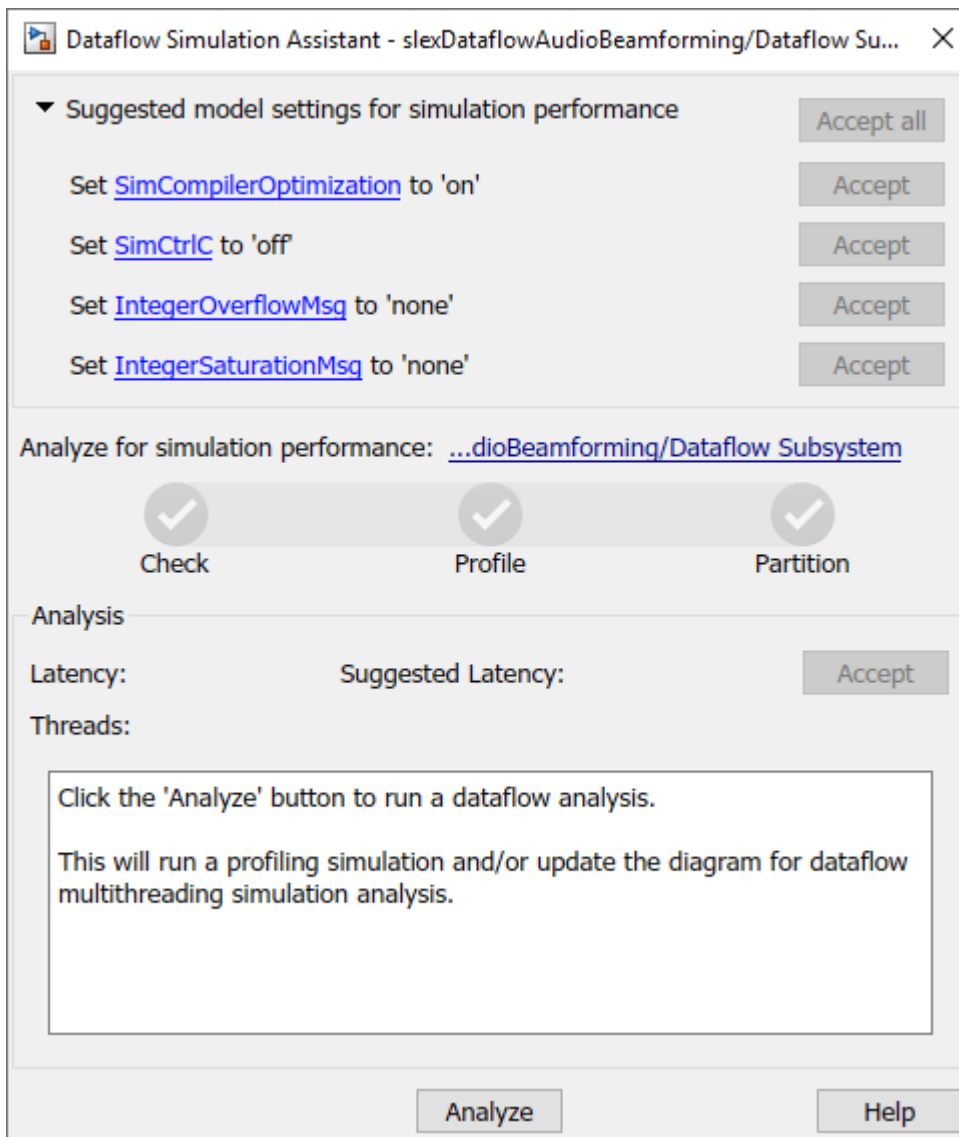 Dataflow Simulation Assistant - slexDataflowAudioBeamforming/Dataflow Su...
Suggested model settings for simulation performance
Accept all
Set SimCompilerOptimization to 'on'
Accept
Set SimCtrlC to 'off'
Accept
Set IntegerOverflowMsg to 'none'
Accept
Set IntegerSaturationMsg to 'none'
Accept
Analyze for simulation performance: ...dioBeamforming/Dataflow Subsystem
Check Profile Partition
Analysis
Latency: Suggested Latency: Accept
Threads:
Click the 'Analyze' button to run a dataflow analysis.
This will run a profiling simulation and/or update the diagram for dataflow
multithreading simulation analysis.
Analyze Help